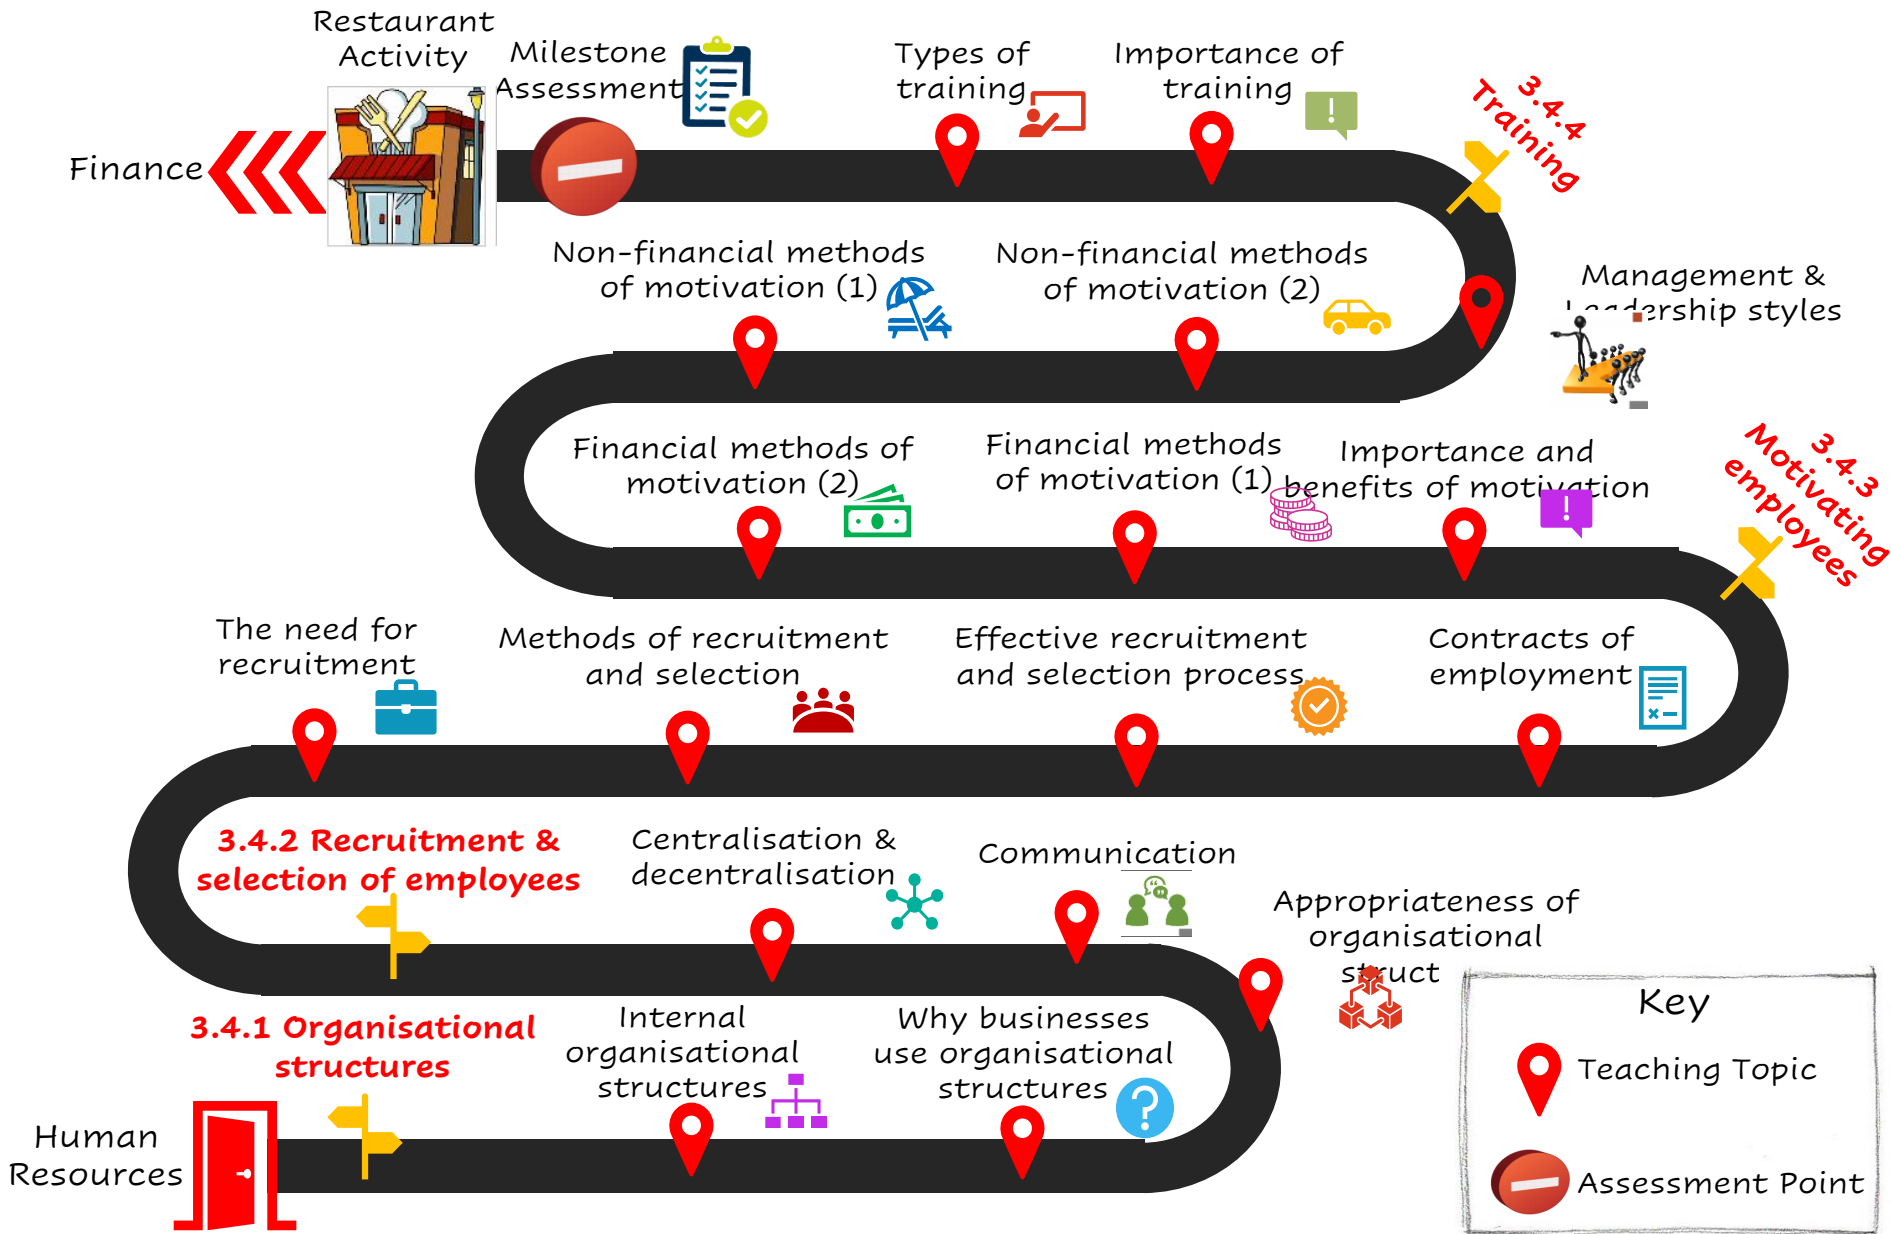 Restaurant
Activity
Milestone
Assessment
Types of
training
Importance of
training
3.4.4
Training
Finance
Non-financial methods
of motivation (1)
Non-financial methods
of motivation (2)
Management &
Leadership styles
Financial methods of
motivation (2)
Financial methods
of motivation (1)
Importance and
benefits of motivation
3.4.3
Motivating
employees
The need for
recruitment
Methods of recruitment
and selection
Effective recruitment
and selection process
Contracts of
employment
3.4.2 Recruitment &
selection of employees
Centralisation &
decentralisation
Communication
Appropriateness of
organisational
struct
3.4.1 Organisational
structures
Internal
organisational
structures
Why businesses
use organisational
structures
Human
Resources
Key
Teaching Topic
Assessment Point